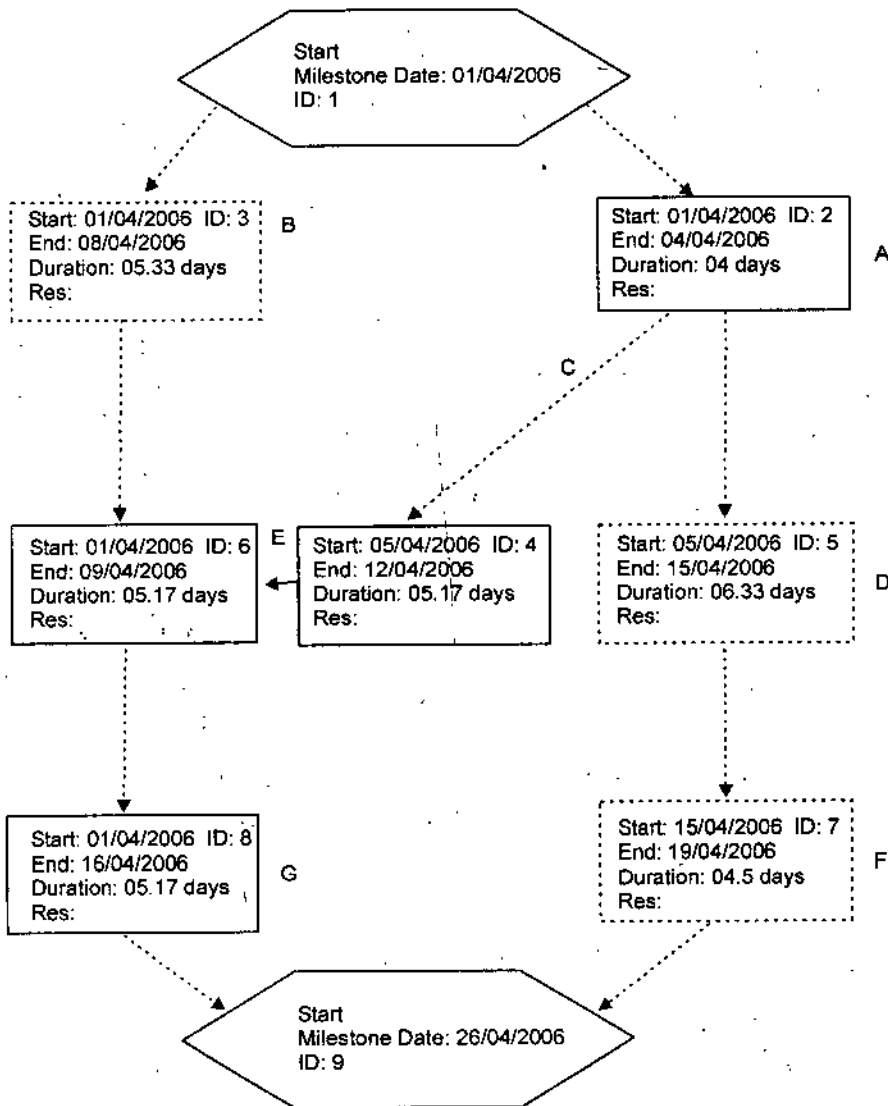 Start
Milestone Date: 01/04/2006
ID: 1
Start: 01/04/2006 ID: 3
End: 08/04/2006
Duration: 05.33 days
Res:
B
Start: 01/04/2006 ID: 2
End: 04/04/2006
Duration: 04 days
Res:
A
C
Start: 01/04/2006 ID: 6
End: 09/04/2006
Duration: 05.17 days
Res:
E
Start: 05/04/2006 ID: 4
End: 12/04/2006
Duration: 05.17 days
Res:
Start: 05/04/2006 ID: 5
End: 15/04/2006
Duration: 06.33 days
Res:
D
Start: 01/04/2006 ID: 8
End: 16/04/2006
Duration: 05.17 days
Res:
G
Start: 15/04/2006 ID: 7
End: 19/04/2006
Duration: 04.5 days
Res:
F
Start
Milestone Date: 26/04/2006
ID: 9